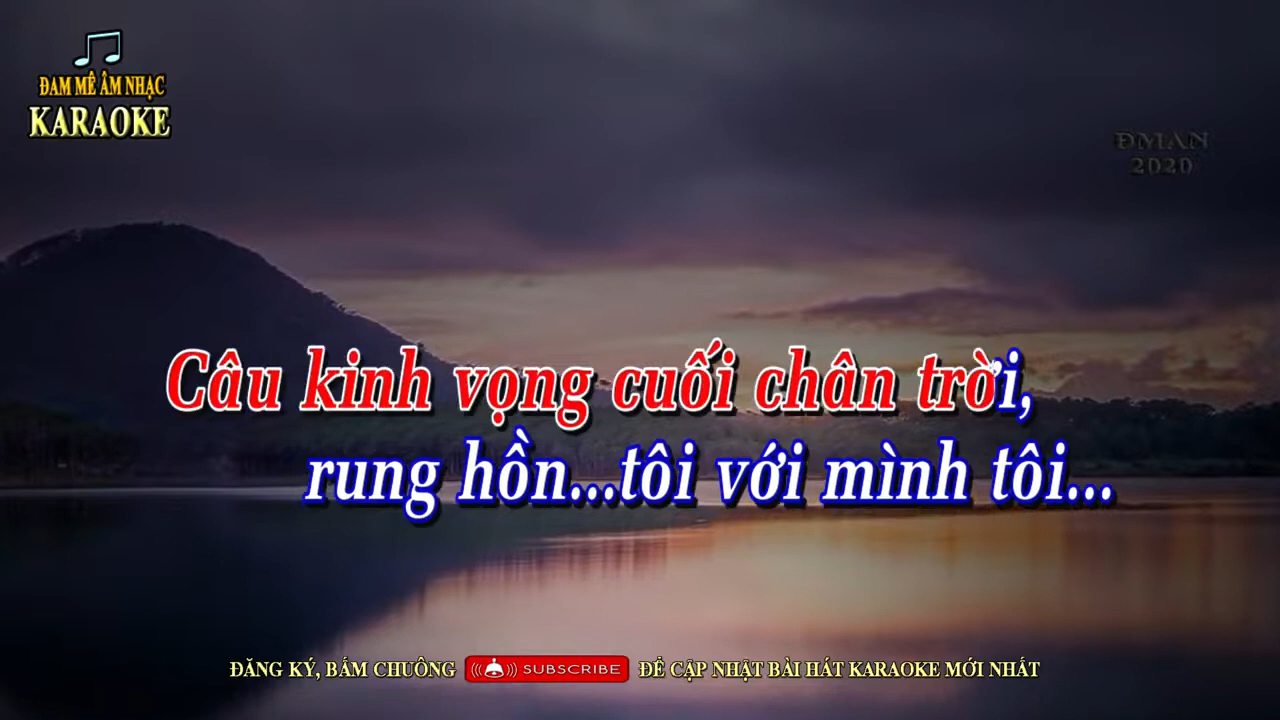 ĐAM MÊ ÂM NHẠC
KARAOKE
ĐMAN
2020
Câu kinh vọng cuối chân trời,
rung hồn...tôi với mình tôi...
ĐĂNG KÝ, BẤM CHUÔNG SUBSCRIBE ĐỂ CẬP NHẬT BÀI HÁT KARAOKE MỚI NHẤT